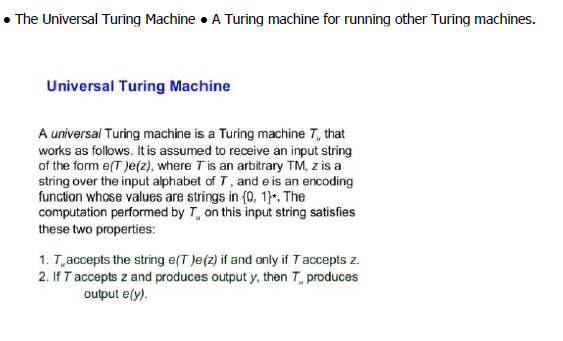 • The Universal Turing Machine • A Turing machine for running other Turing machines.
Universal Turing Machine
A universal Turing machine is a Turing machine Tu that
works as follows. It is assumed to receive an input string
of the form e(T )e(z), where T is an arbitrary TM, z is a
string over the input alphabet of T , and e is an encoding
function whose values are strings in {0, 1}*. The
computation performed by Tu on this input string satisfies
these two properties:
1. Tu accepts the string e(T )e(z) if and only if T accepts z.
2. If T accepts z and produces output y, then Tu produces
output e(y).